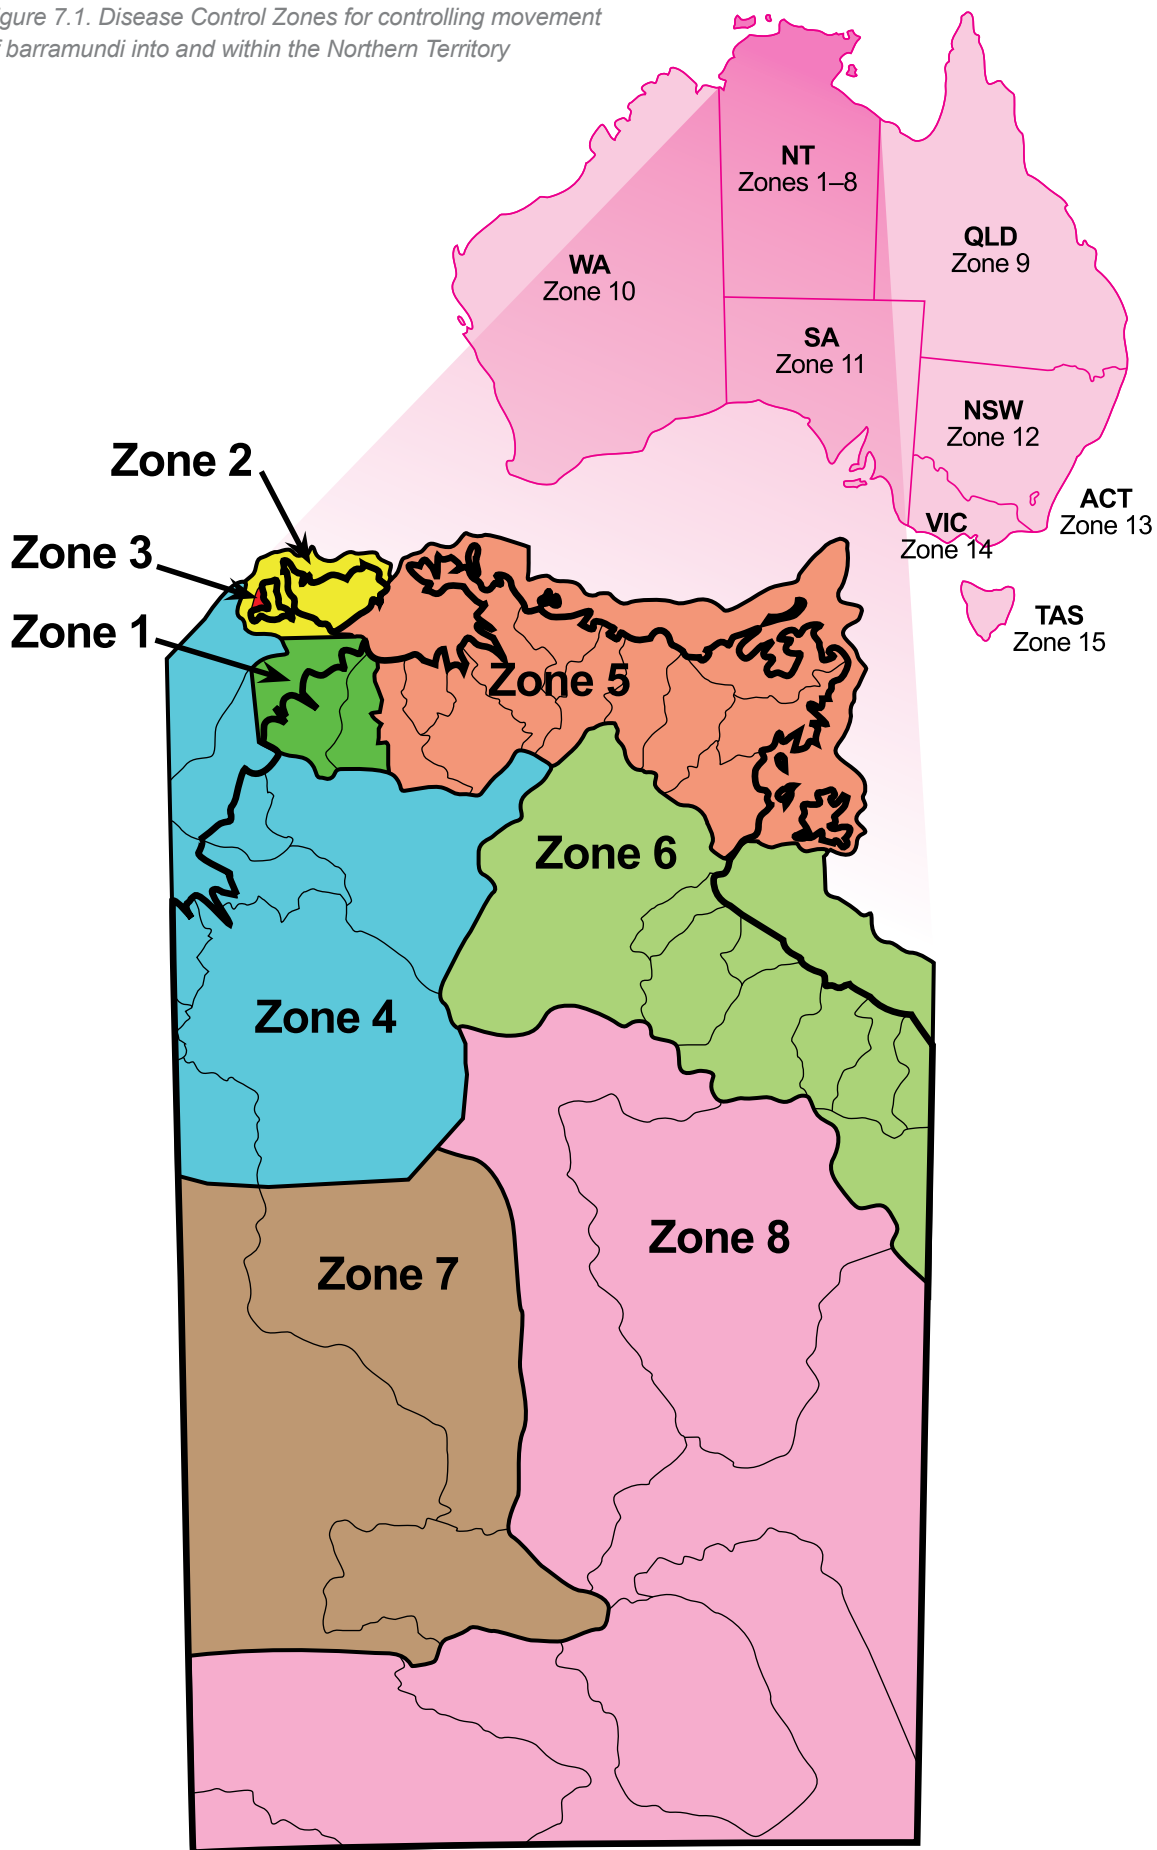 gure 7.1. Disease Control Zones for controlling movement
barramundi into and within the Northern Territory
NT
Zones 1–8
QLD
Zone 9
WA
Zone 10
SA
Zone 11
NSW
Zone 12
ACT
Zone 13
VIC
Zone 14
TAS
Zone 15
Zone 2
Zone 3
Zone 1
Zone 5
Zone 6
Zone 4
Zone 8
Zone 7